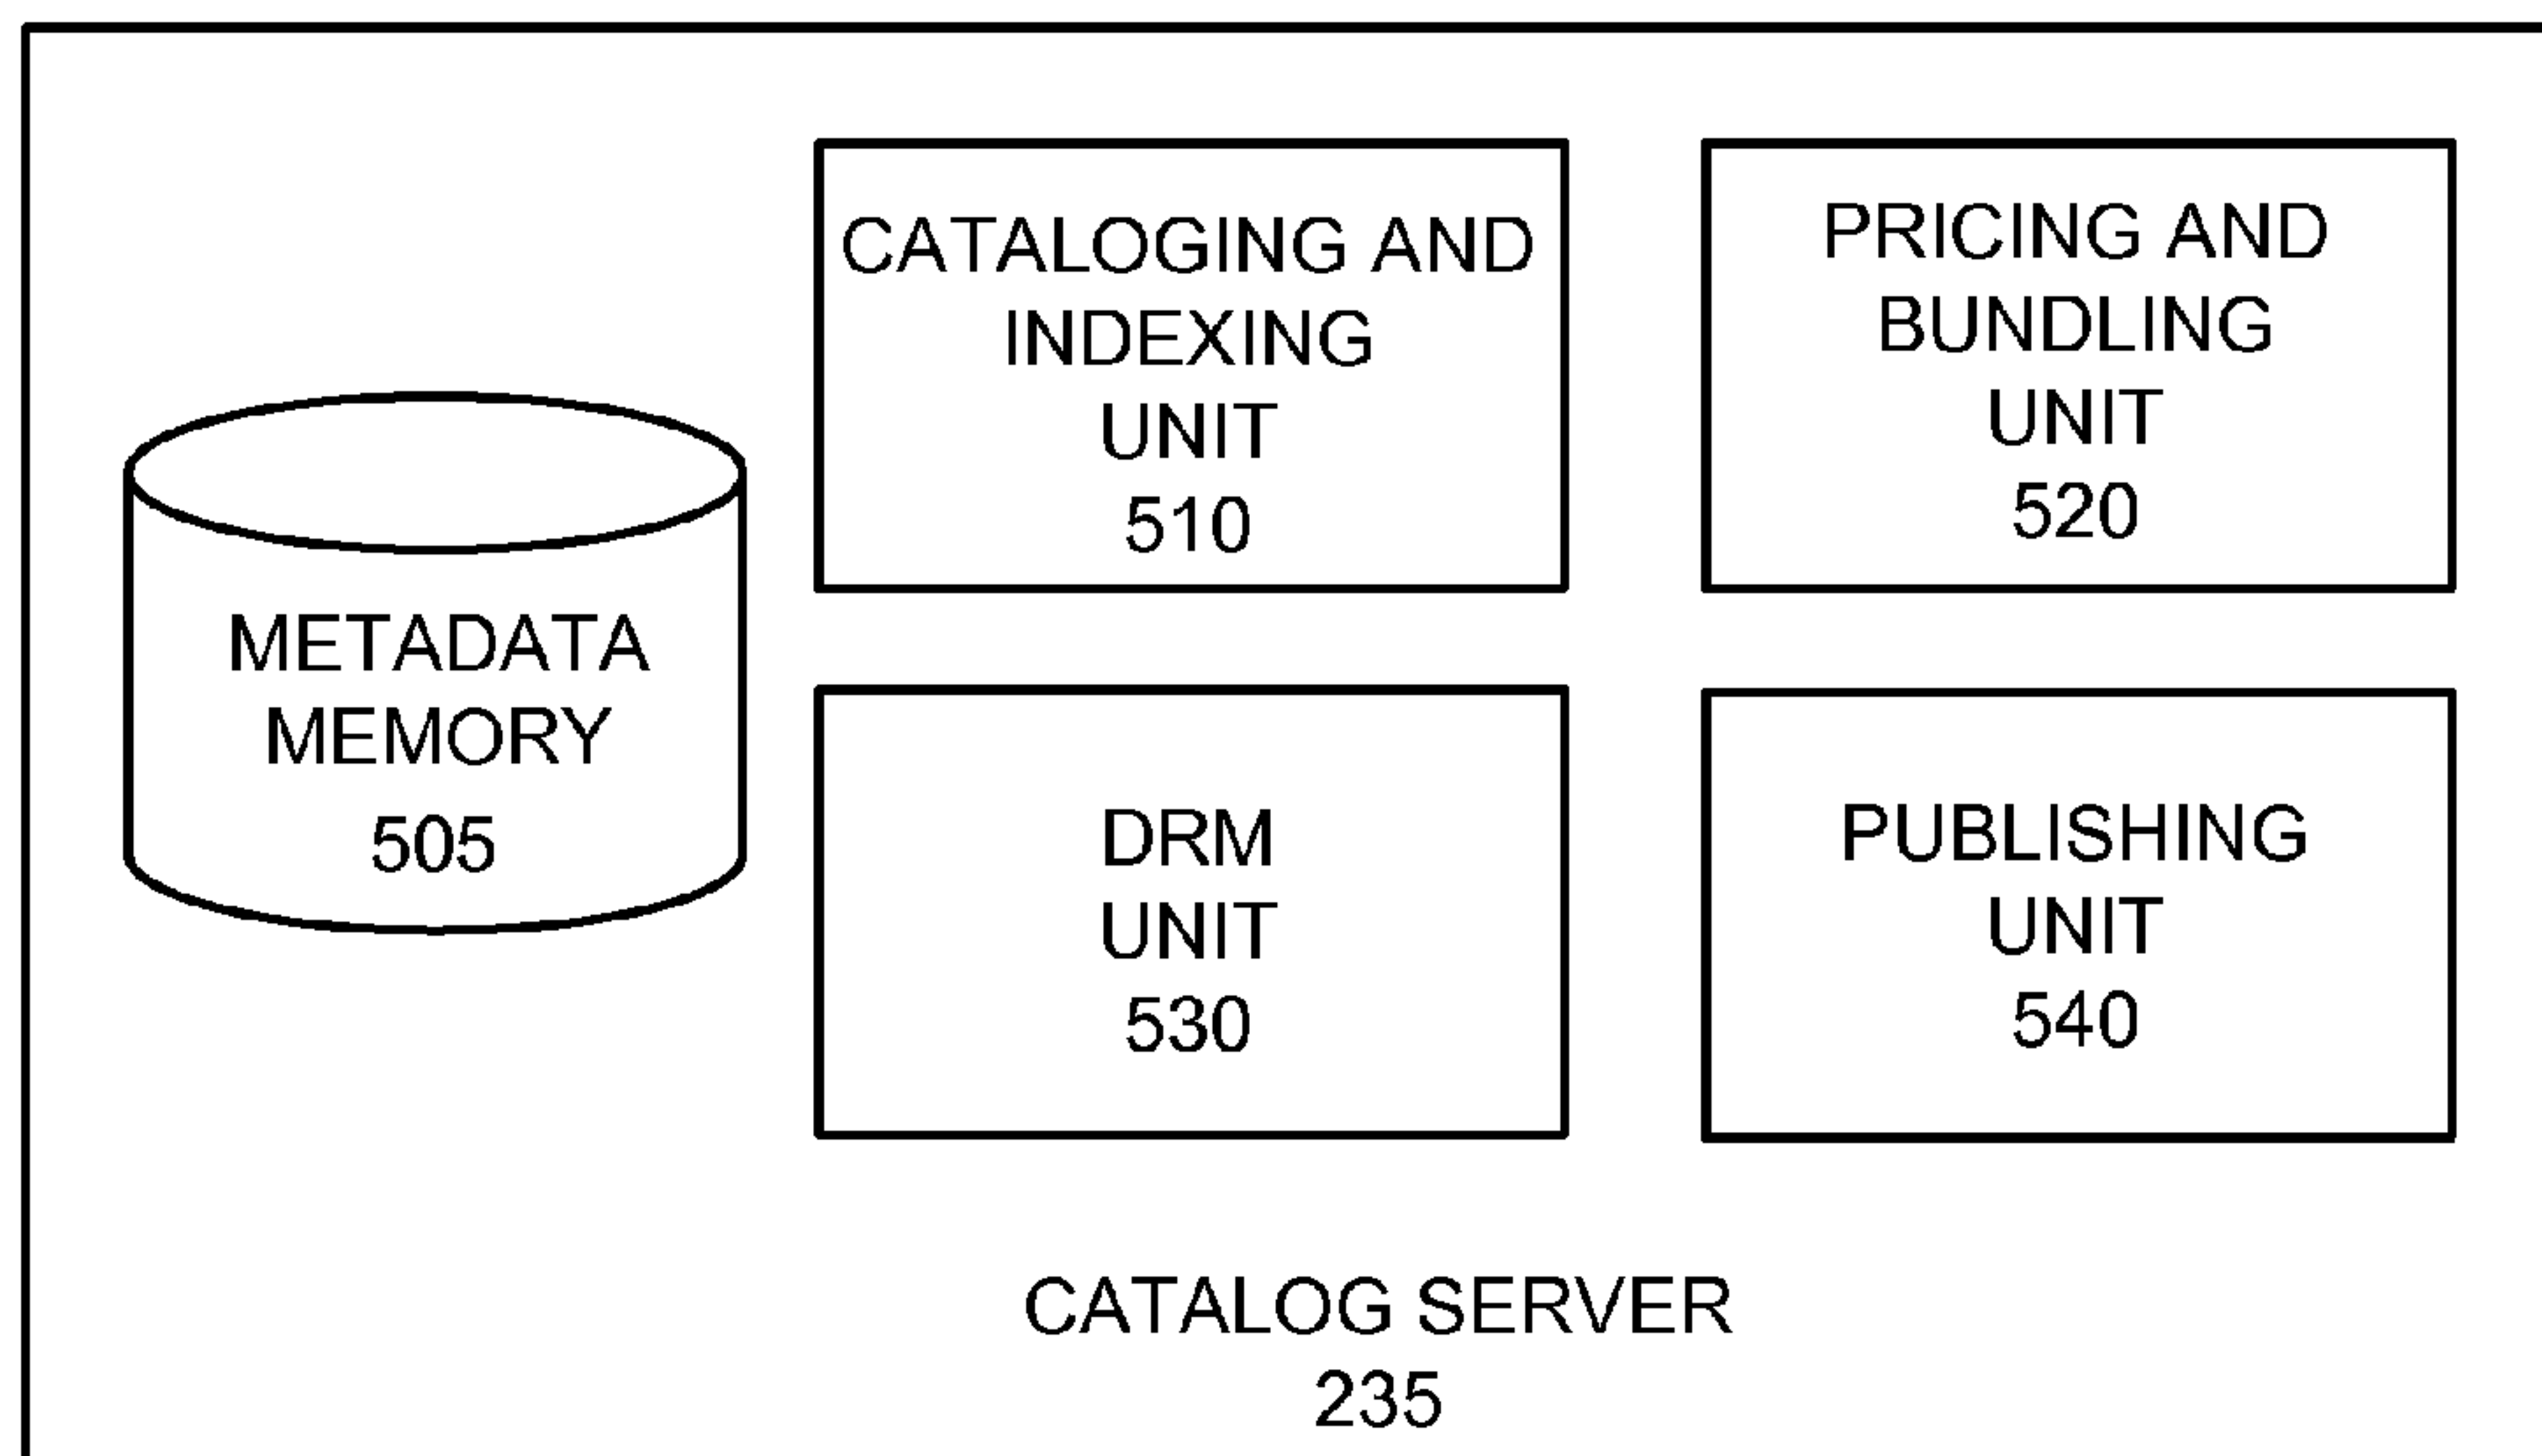 CATALOGING AND
INDEXING
UNIT
510
PRICING AND
BUNDLING
UNIT
520
METADATA
MEMORY
505
DRM
UNIT
530
PUBLISHING
UNIT
540
CATALOG SERVER
235